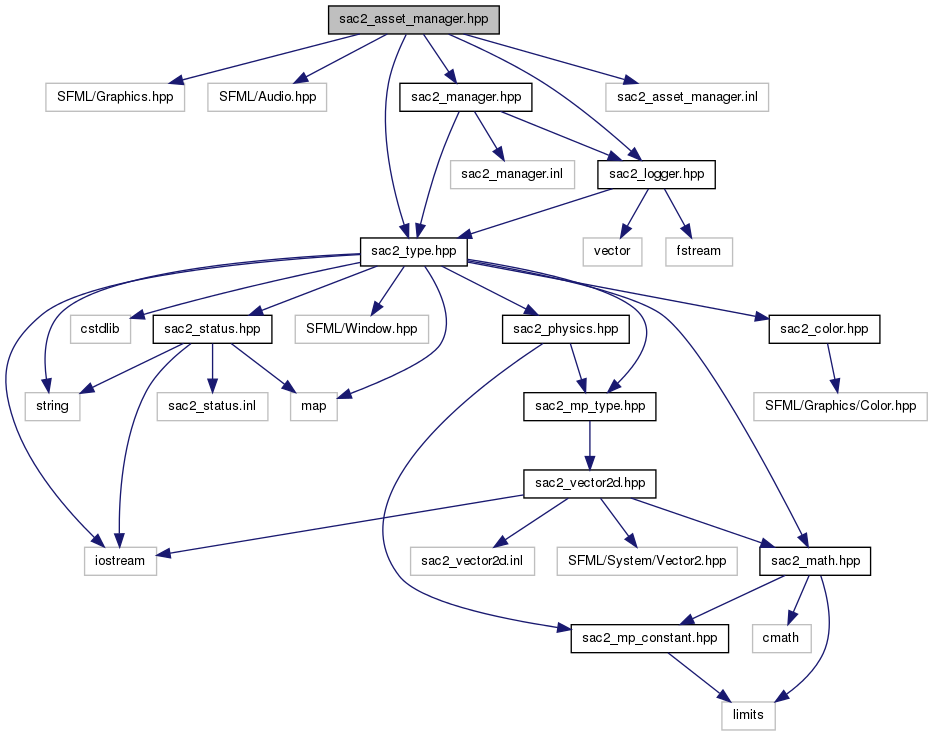 sac2_asset_manager.hpp
SFML/Graphics.hpp
SFML/Audio.hpp
sac2_manager.hpp
sac2_asset_manager.inl
sac2_manager.inl
sac2_logger.hpp
sac2_type.hpp
vector
fstream
cstdlib
sac2_status.hpp
SFML/Window.hpp
sac2_physics.hpp
sac2_color.hpp
string
sac2_status.inl
map
sac2_mp_type.hpp
SFML/Graphics/Color.hpp
sac2_vector2d.hpp
iostream
sac2_vector2d.inl
SFML/System/Vector2.hpp
sac2_math.hpp
sac2_mp_constant.hpp
cmath
limits